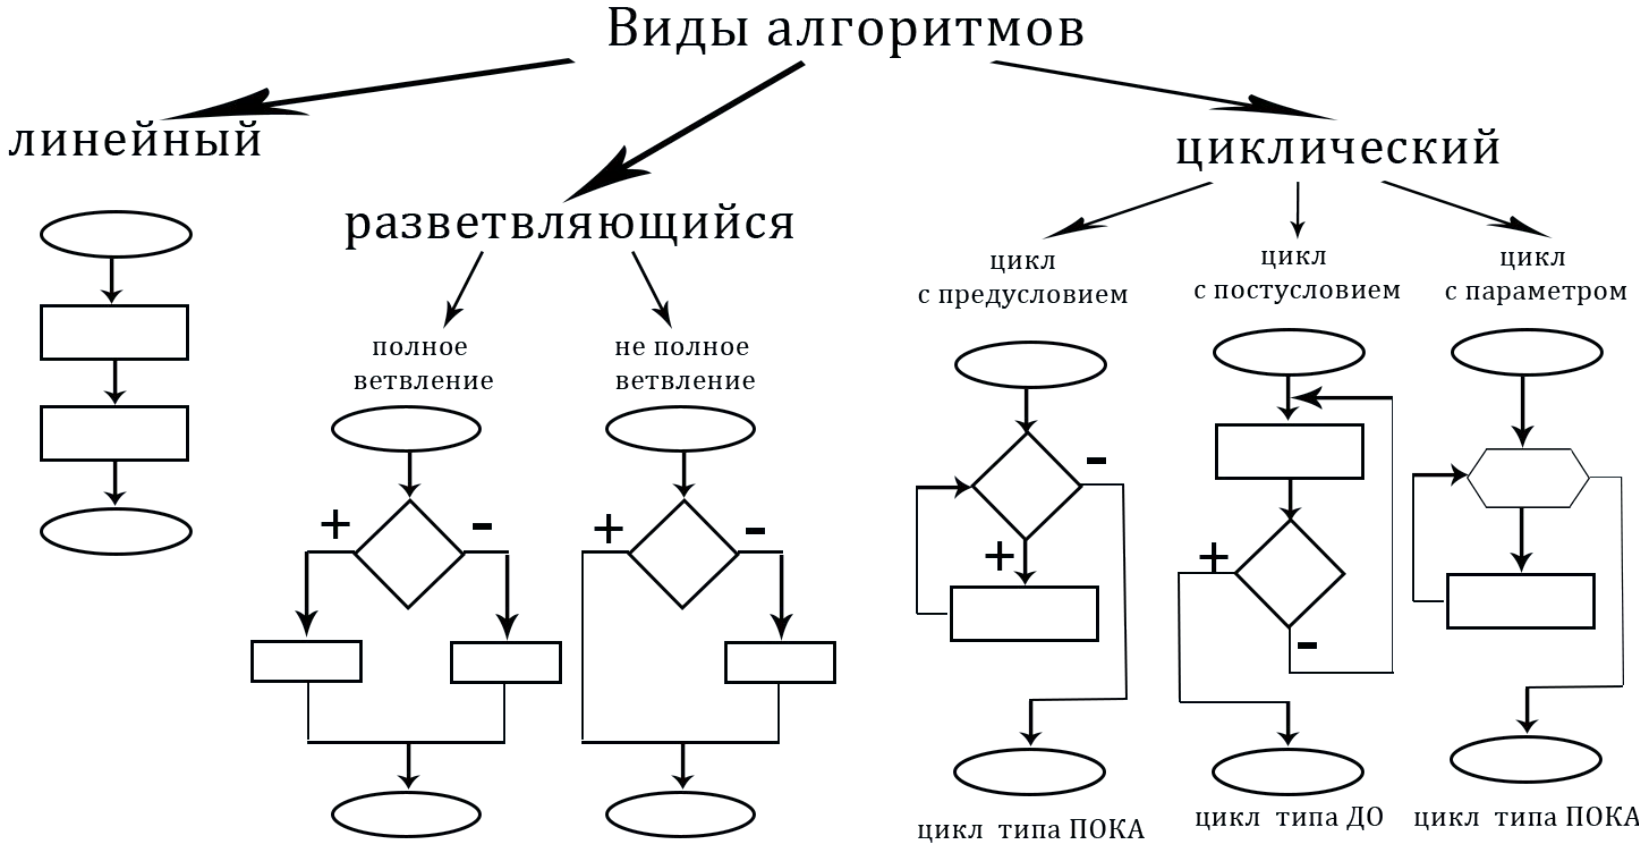 Виды алгоритмов
линейный
разветвляющийся
циклический
полное
ветвление
не полное
ветвление
цикл
с предусловием
цикл
с постусловием
цикл
с параметром
+
-
+
-
-
+
+
-
цикл типа ПОКА
цикл типа ДО
цикл типа ПОКА